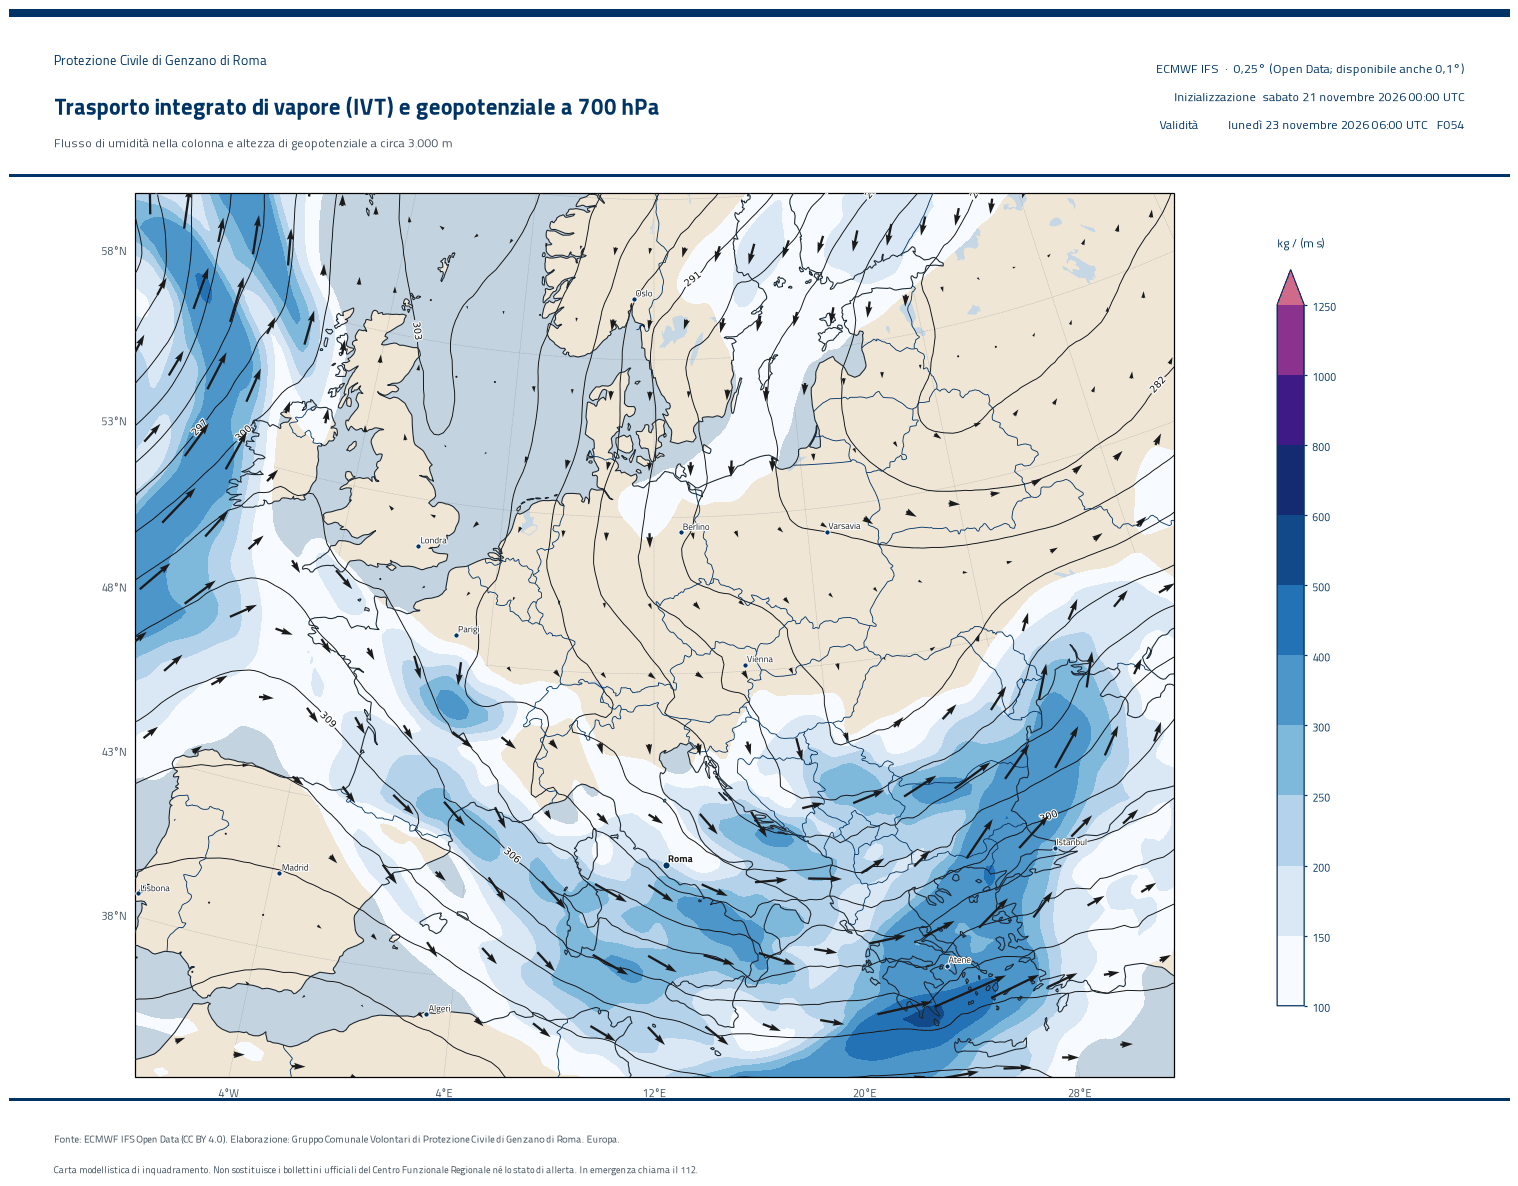 Protezione Civile di Genzano di Roma
Trasporto integrato di vapore (IVT) e geopotenziale a 700 hPa
Flusso di umidità nella colonna e altezza di geopotenziale a circa 3.000 m
ECMWF IFS · 0,25° (Open Data; disponibile anche 0,1°)
Inizializzazione sabato 21 novembre 2026 00:00 UTC
Validità lunedì 23 novembre 2026 06:00 UTC F054
kg / (m s)
1250
1000
800
600
500
400
300
250
200
150
100
58°N
53°N
48°N
43°N
38°N
4°W
4°E
12°E
20°E
28°E
291
303
282
297
300
309
306
300
Oslo
Londra
Berlino
Varsavia
Parigi
Vienna
Roma
Istanbul
Madrid
Lisbona
Atene
Algeri
Fonte: ECMWF IFS Open Data (CC BY 4.0). Elaborazione: Gruppo Comunale Volontari di Protezione Civile di Genzano di Roma. Europa.
Carta modellistica di inquadramento. Non sostituisce i bollettini ufficiali del Centro Funzionale Regionale né lo stato di allerta. In emergenza chiama il 112.